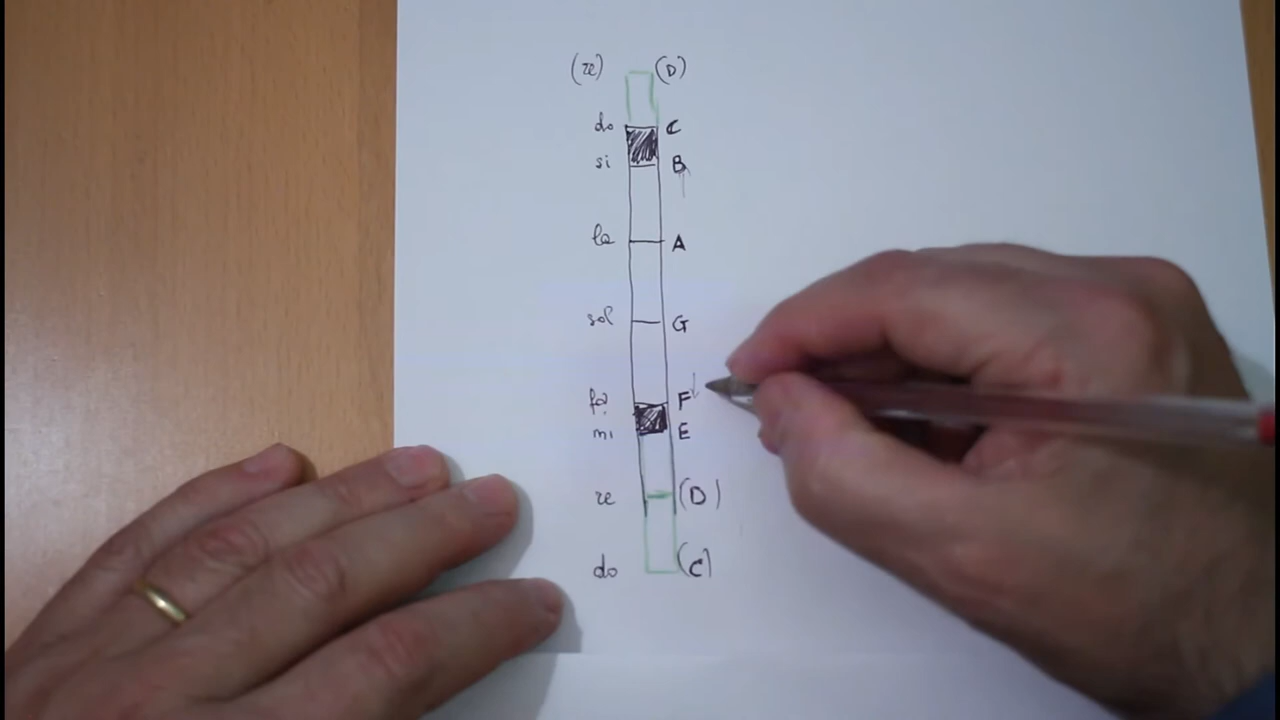 (re) (D)
do C
si B
la A
sol G
fa F
mi E
re (D)
do (C)